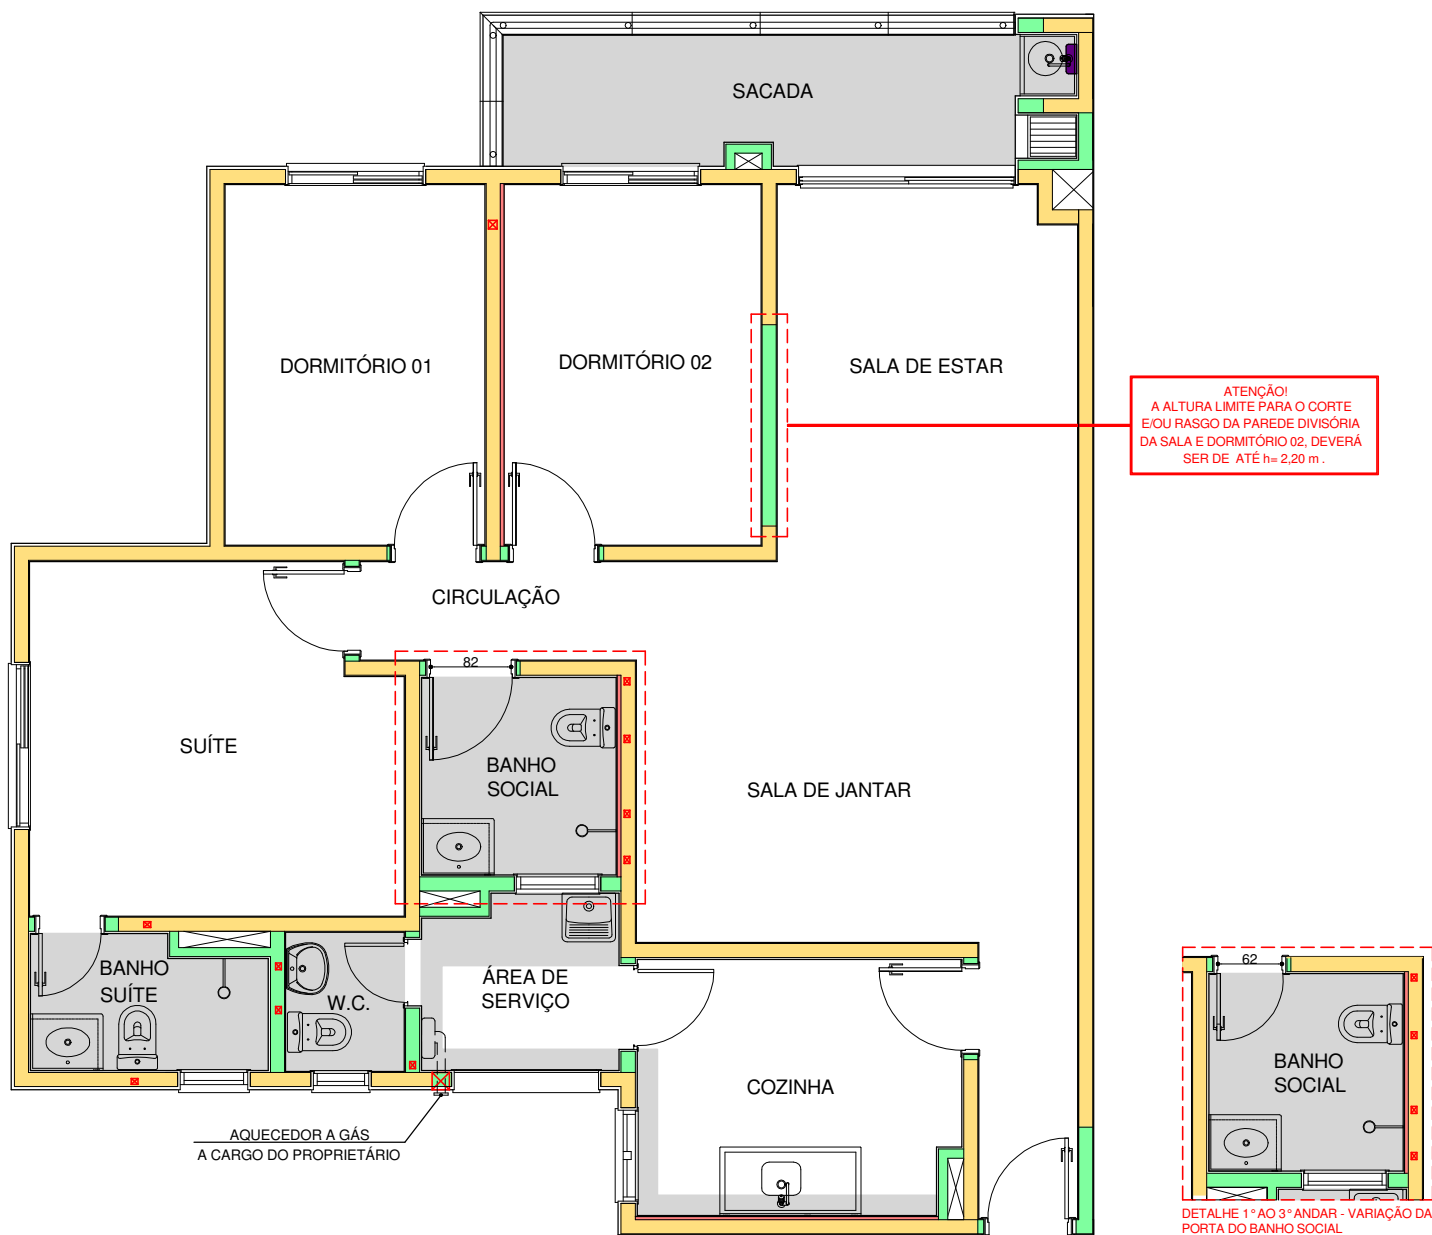 SACADA
DORMITÓRIO 01
DORMITÓRIO 02
SALA DE ESTAR
ATENÇÃO!
A ALTURA LIMITE PARA O CORTE
E/OU RASGO DA PAREDE DIVISÓRIA
DA SALA E DORMITÓRIO 02, DEVERÁ
SER DE ATÉ h= 2,20 m .
CIRCULAÇÃO
82
SUÍTE
BANHO
SOCIAL
SALA DE JANTAR
BANHO
SUÍTE
W.C.
ÁREA DE
SERVIÇO
COZINHA
AQUECEDOR A GÁS
A CARGO DO PROPRIETÁRIO
62
BANHO
SOCIAL
DETALHE 1° AO 3° ANDAR - VARIAÇÃO DA
PORTA DO BANHO SOCIAL